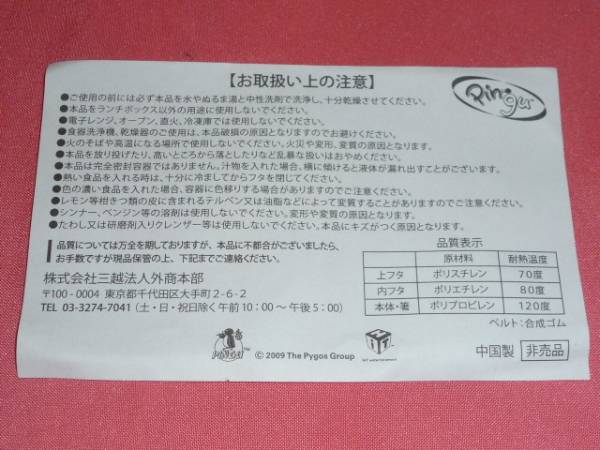 【お取扱い上の注意】
Pingu
●ご使用の前には必ず本品を水やぬるま湯と中性洗剤で洗浄し、十分乾燥させてください。
●本品をランチボックス以外の用途に使用しないでください。
●電子レンジ、オーブン、直火、冷凍庫では使用しないでください。
●食器洗浄機、乾燥器のご使用は、本品破損の原因となりますのでお避けください。
●火のそばや高温になる場所で使用しないでください。火災や変形、変質の原因となります。
●本品を放り投げたり、高いところから落としたりなど乱暴な扱いはおやめください。
●本品は完全密封容器ではありません。汁物を入れた場合、横に傾けると液体が漏れ出すことがございます。
●熱い食品を入れる時は、十分に冷ましてからフタを閉じてください。
●色の濃い食品を入れた場合、容器に色移りする場合がありますのでご注意ください。
●レモン等柑きつ類の皮に含まれるテルペン又は油脂などによって変質することがありますのでご注意ください。
●シンナー、ベンジン等の溶剤は使用しないでください。変形や変質の原因となります。
●たわし又は研磨剤入りクレンザー等は使用しないでください。本品にキズがつく原因となります。
品質については万全を期しておりますが、本品に不都合がございましたら、
お手数ですが現品保管の上、下記までご連絡ください。
株式会社三越法人外商本部
〒100-0004 東京都千代田区大手町2-6-2
TEL 03-3274-7041 (土・日・祝日除く午前10:00～午後5:00)
品質表示
原材料 耐熱温度
上フタ ポリスチレン 70度
内フタ ポリエチレン 80度
本体・箸 ポリプロピレン 120度
ベルト:合成ゴム
PINGU © 2009 The Pygos Group
中国製 非売品